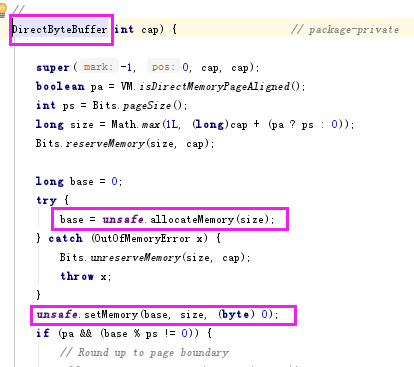 //
DirectByteBuffer(int cap) {                // package-private
super( mark: -1, pos: 0, cap, cap);
boolean pa = VM.isDirectMemoryPageAligned();
int ps = Bits.pageSize();
long size = Math.max(1L, (long)cap + (pa ? ps : 0));
Bits.reserveMemory(size, cap);
long base = 0;
try {
base = unsafe.allocateMemory(size);
} catch (OutOfMemoryError x) {
Bits.unreserveMemory(size, cap);
throw x;
}
unsafe.setMemory(base, size, (byte) 0);
if (pa && (base % ps != 0)) {
// Round up to page boundary